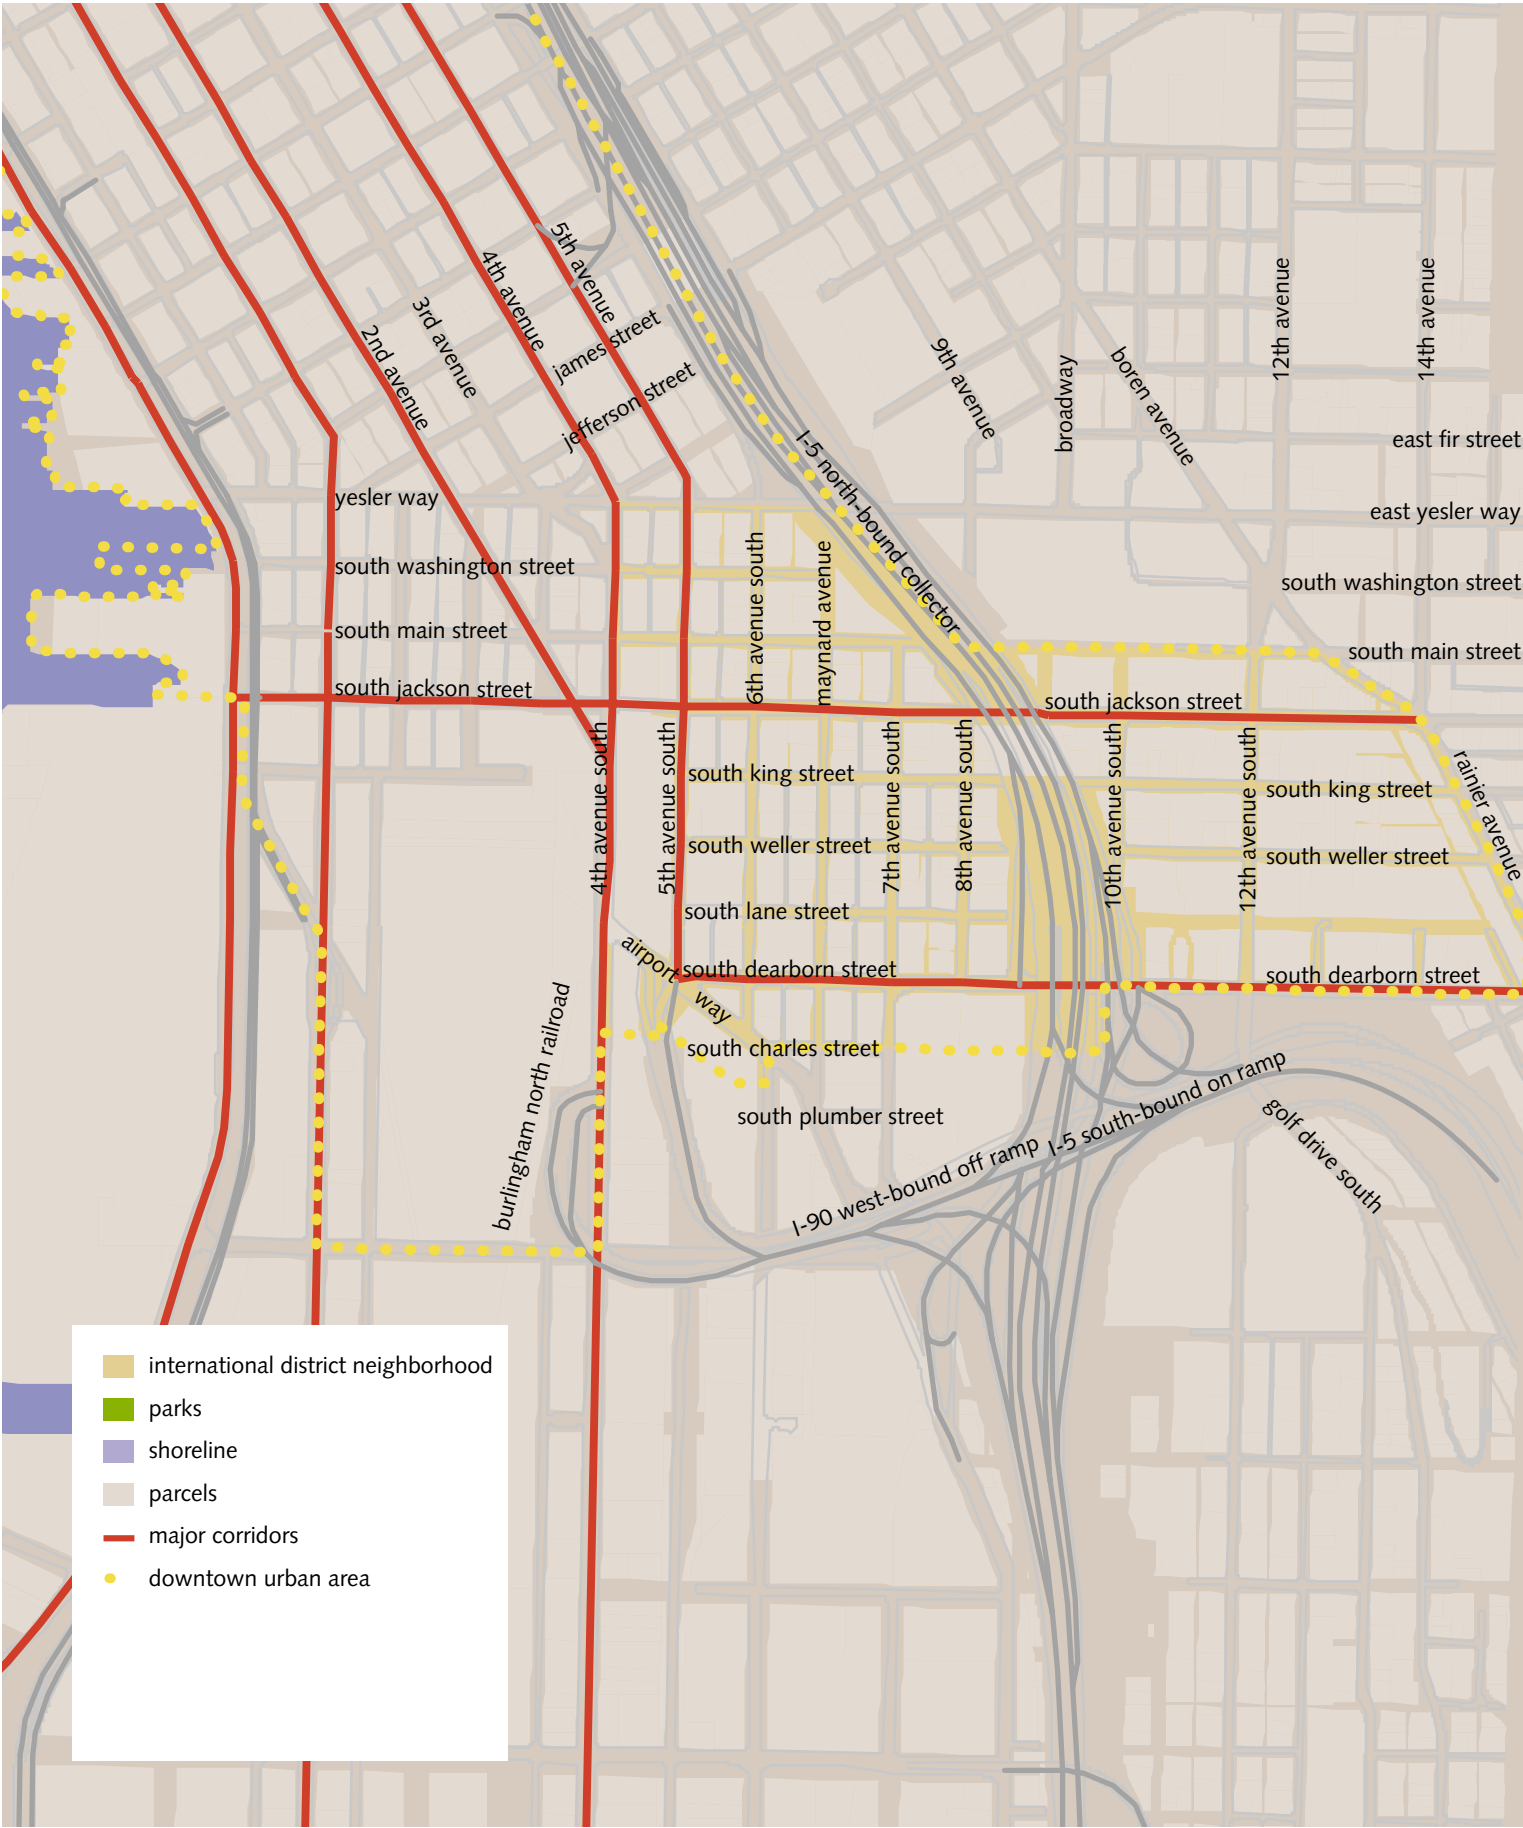 5th avenue
4th avenue
3rd avenue
2nd avenue
james street
jefferson street
9th avenue
broadway
boren avenue
12th avenue
14th avenue
east fir street
I-5 north-bound collector
yesler way
east yesler way
south washington street
6th avenue south
maynard avenue
south washington street
south main street
south main street
south jackson street
south jackson street
4th avenue south
5th avenue south
7th avenue south
8th avenue south
10th avenue south
12th avenue south
rainier avenue
south king street
south king street
south weller street
south weller street
south lane street
airport way
south dearborn street
south dearborn street
burlingham north railroad
south charles street
south plumber street
I-90 west-bound off ramp
I-5 south-bound on ramp
golf drive south
international district neighborhood
parks
shoreline
parcels
major corridors
downtown urban area